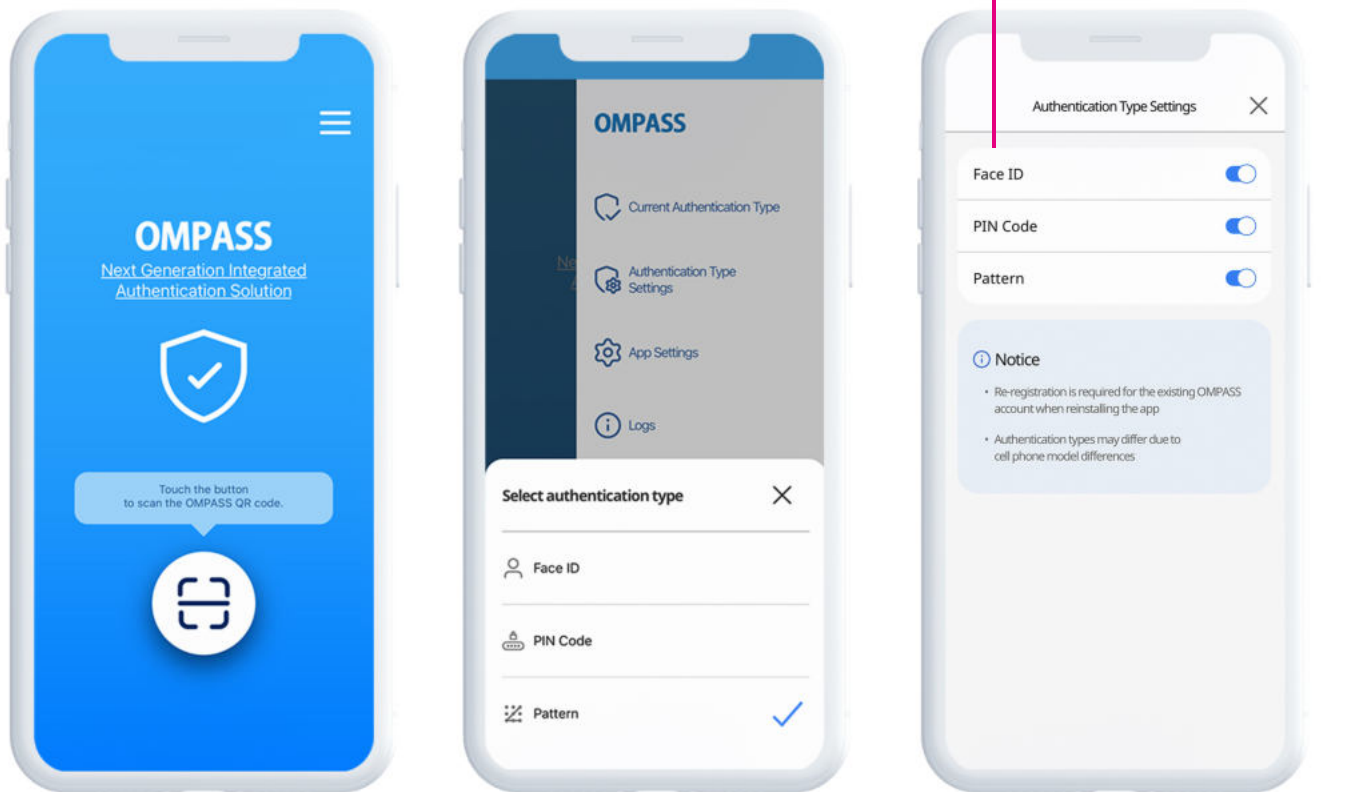 OMPASS
Next Generation Integrated
Authentication Solution
Touch the button
to scan the OMPASS QR code.
OMPASS
Current Authentication Type
Ne
Authentication Type
Settings
App Settings
Logs
Select authentication type
Face ID
PIN Code
Pattern
Authentication Type Settings
Face ID
PIN Code
Pattern
Notice
• Re-registration is required for the existing OMPASS
account when reinstalling the app
• Authentication types may differ due to
cell phone model differences